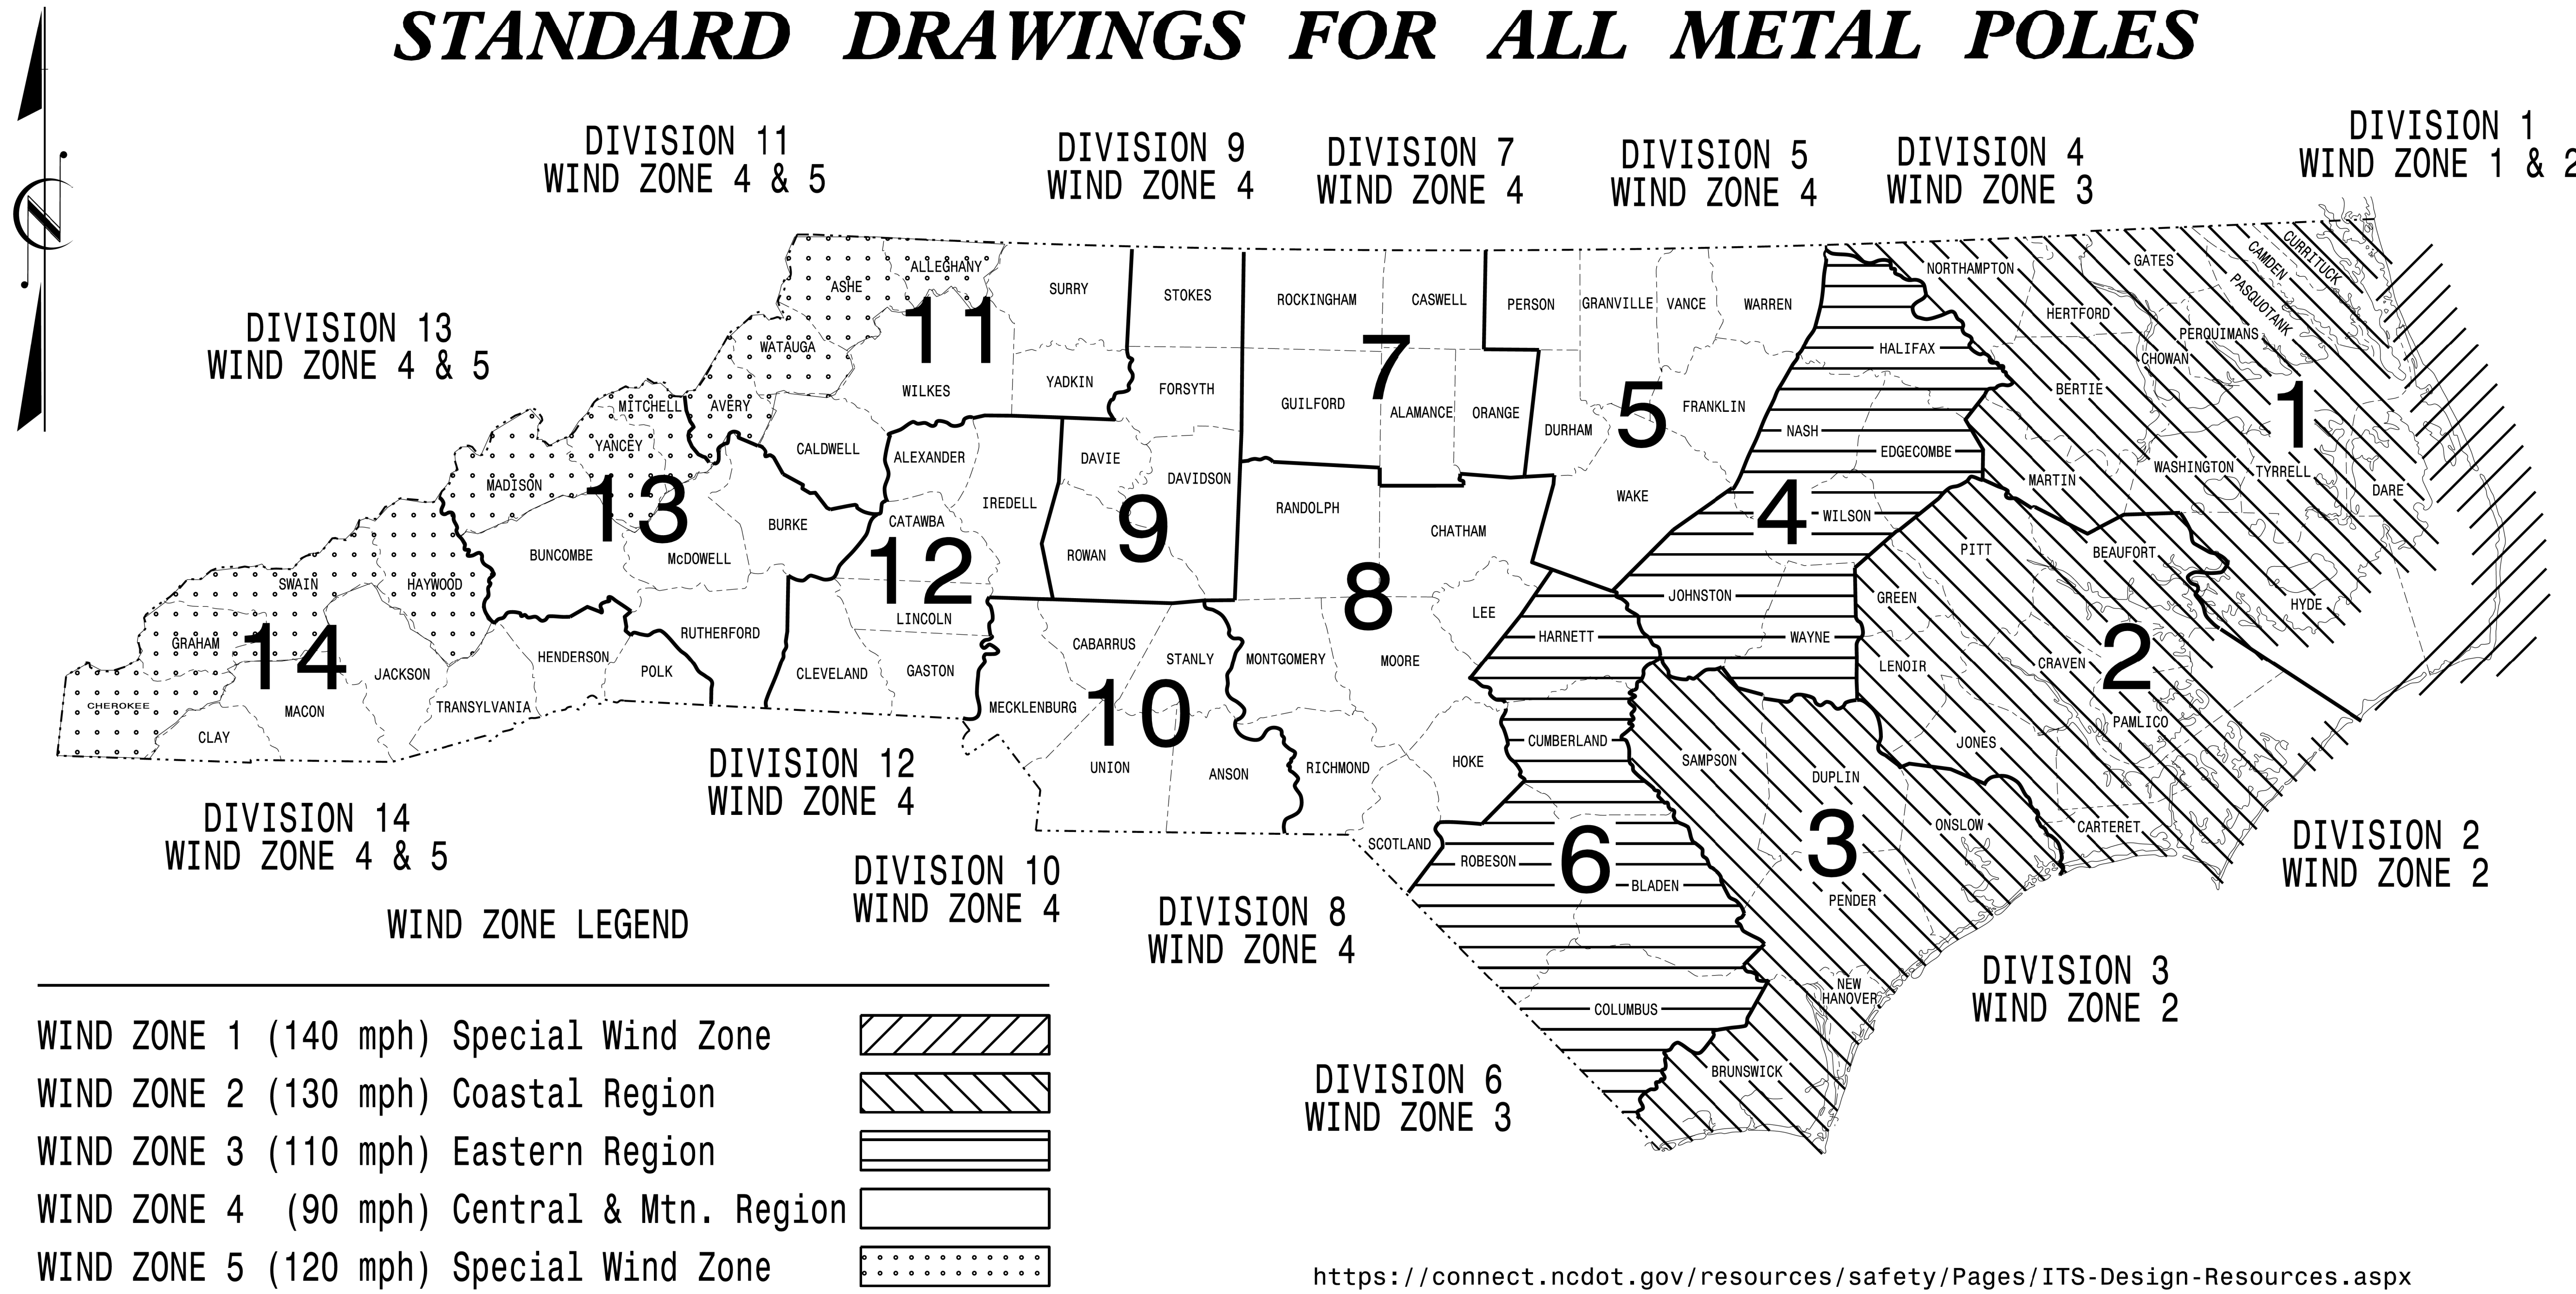 STANDARD DRAWINGS FOR ALL METAL POLES
DIVISION 11
WIND ZONE 4 & 5
DIVISION 9
WIND ZONE 4
DIVISION 7
WIND ZONE 4
DIVISION 5
WIND ZONE 4
DIVISION 4
WIND ZONE 3
DIVISION 1
WIND ZONE 1 & 2
DIVISION 13
WIND ZONE 4 & 5
N
ALLEGHANY
ASHE
11
SURRY
WATAUGA
WILKES
YADKIN
STOKES
FORSYTH
ROCKINGHAM
CASWELL
7
GUILFORD
ALAMANCE
ORANGE
PERSON
GRANVILLE
VANCE
WARREN
5
FRANKLIN
DURHAM
WAKE
NORTHAMPTON
GATES
CAMDEN
CURRITUCK
PASQUOTANK
HERTFORD
PERQUIMANS
CHOWAN
HALIFAX
BERTIE
1
NASH
EDGECOMBE
MARTIN
WASHINGTON
TYRRELL
DARE
4
WILSON
MITCHELL
AVERY
YANCEY
CALDWELL
ALEXANDER
DAVIE
DAVIDSON
MADISON
13
IREDELL
RANDOLPH
BURKE
CATAWBA
9
CHATHAM
BUNCOMBE
McDOWELL
12
ROWAN
PITT
BEAUFORT
SWAIN
HAYWOOD
LINCOLN
8
LEE
JOHNSTON
GREEN
HYDE
GRAHAM
14
RUTHERFORD
CABARRUS
STANLY
MONTGOMERY
MOORE
HARNETT
WAYNE
LENOIR
CRAVEN
2
JACKSON
HENDERSON
POLK
CLEVELAND
GASTON
CHEROKEE
MACON
TRANSYLVANIA
MECKLENBURG
10
PAMLICO
CLAY
UNION
ANSON
RICHMOND
HOKE
CUMBERLAND
SAMPSON
DUPLIN
JONES
SCOTLAND
ROBESON
6
BLADEN
3
ONSLOW
CARTERET
PENDER
COLUMBUS
NEW
HANOVER
BRUNSWICK
DIVISION 14
WIND ZONE 4 & 5
DIVISION 12
WIND ZONE 4
DIVISION 10
WIND ZONE 4
DIVISION 8
WIND ZONE 4
DIVISION 6
WIND ZONE 3
DIVISION 2
WIND ZONE 2
DIVISION 3
WIND ZONE 2
WIND ZONE LEGEND
WIND ZONE 1 (140 mph) Special Wind Zone
WIND ZONE 2 (130 mph) Coastal Region
WIND ZONE 3 (110 mph) Eastern Region
WIND ZONE 4 (90 mph) Central & Mtn. Region
WIND ZONE 5 (120 mph) Special Wind Zone
https://connect.ncdot.gov/resources/safety/Pages/ITS-Design-Resources.aspx